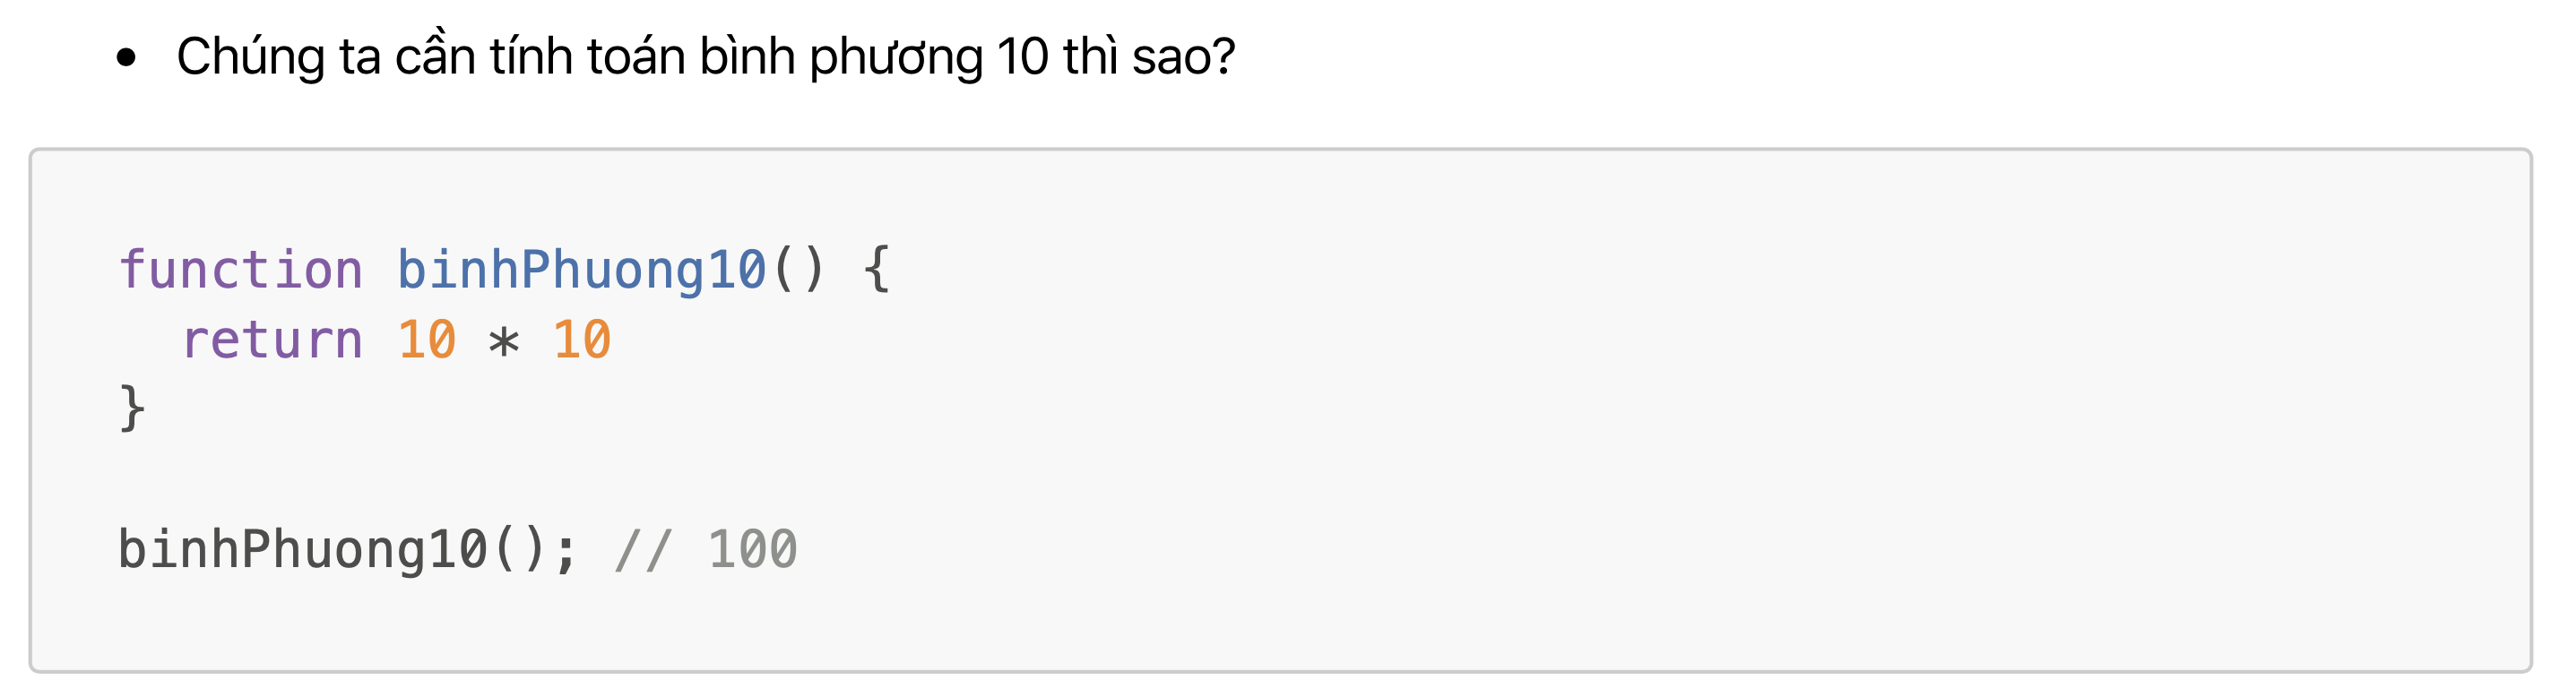 • Chúng ta cần tính toán bình phương 10 thì sao?
function binhPhuong10() {
  return 10 * 10
}
binhPhuong10(); // 100